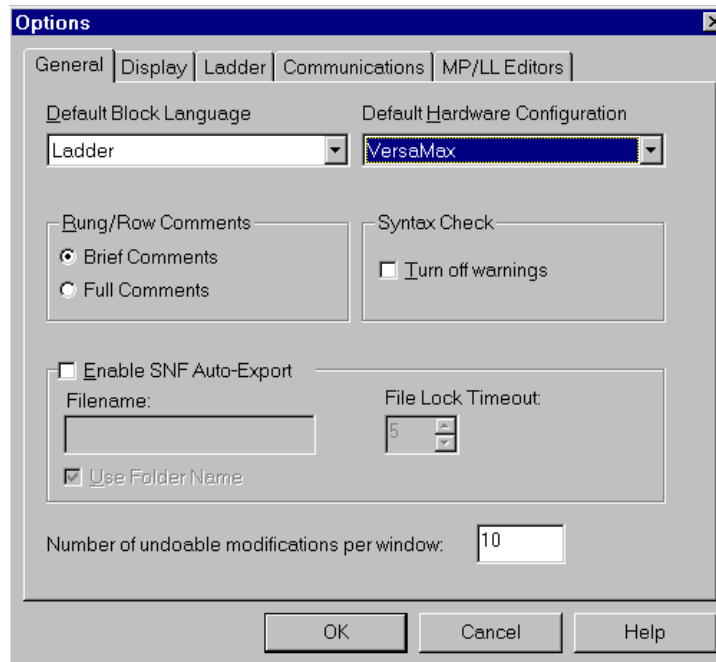 Options
General Display Ladder Communications MP/LL Editors
Default Block Language Default Hardware Configuration
Ladder VersaMax
Rung/Row Comments Syntax Check
Brief Comments Turn off warnings
Full Comments
Enable SNF Auto-Export
Filename: File Lock Timeout:
5
Use Folder Name
Number of undoable modifications per window: 10
OK Cancel Help